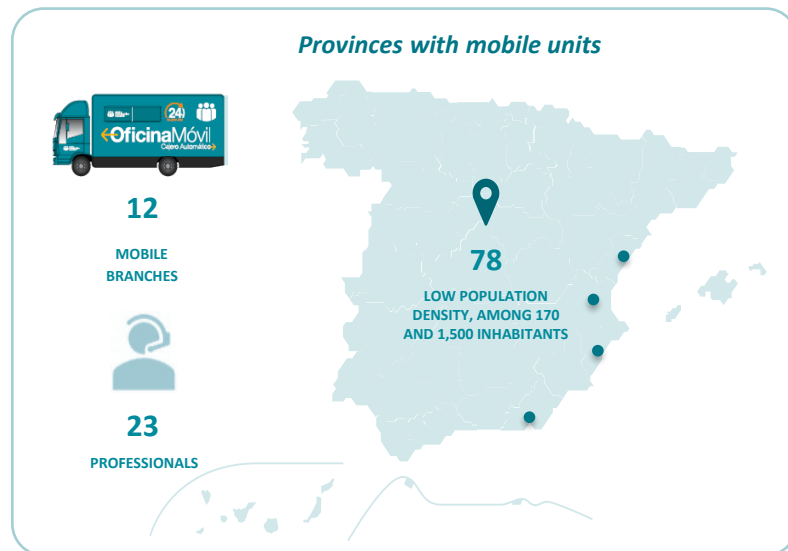 Provinces with mobile units
24
OficinaMóvil
Cajero Automático
12
MOBILE
BRANCHES
78
LOW POPULATION
DENSITY, AMONG 170
AND 1,500 INHABITANTS
23
PROFESSIONALS